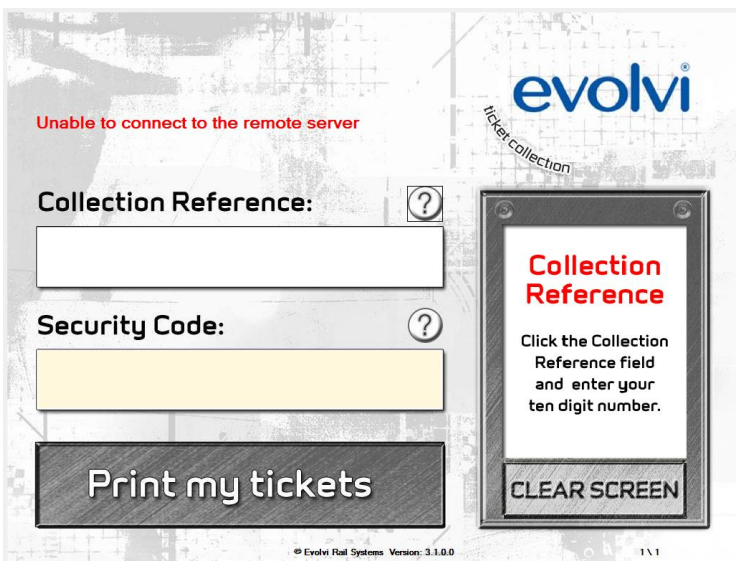 evolvi
ticket collection
Unable to connect to the remote server
Collection Reference:
?
Security Code:
?
Print my tickets
Collection
Reference
Click the Collection
Reference field
and enter your
ten digit number.
CLEAR SCREEN
© Evolvi Rail Systems Version: 3.1.0.0
1 \ 1